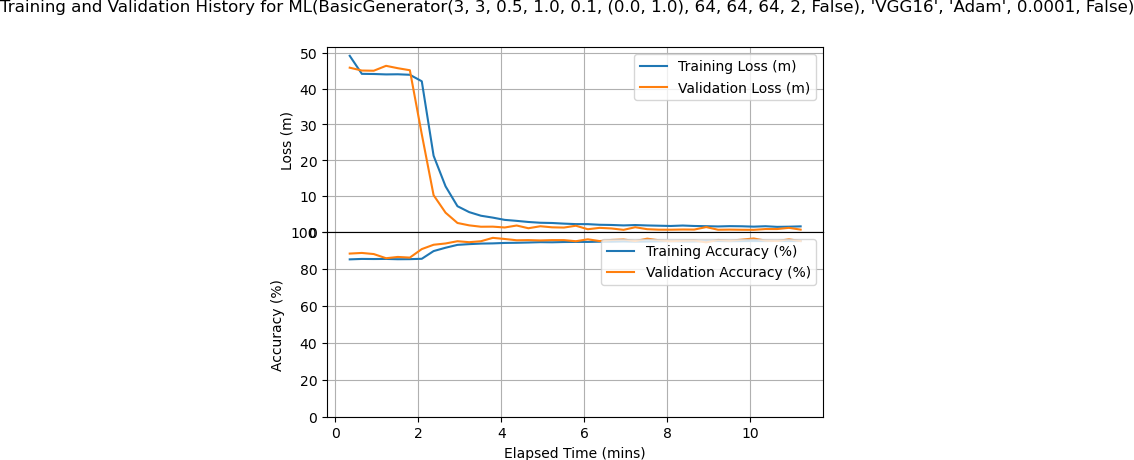 Training and Validation History for ML(BasicGenerator(3, 3, 0.5, 1.0, 0.1, (0.0, 1.0), 64, 64, 64, 2, False), 'VGG16', 'Adam', 0.0001, False)
50
40
30
20
10
0
Loss (m)
Training Loss (m)
Validation Loss (m)
100
80
60
40
20
0
Accuracy (%)
Training Accuracy (%)
Validation Accuracy (%)
0 2 4 6 8 10
Elapsed Time (mins)